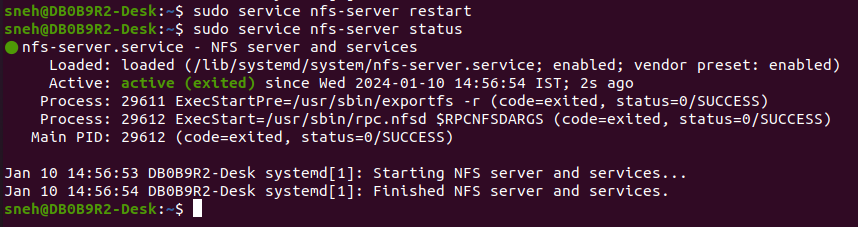 sneh@DB0B9R2-Desk:~$ sudo service nfs-server restart
sneh@DB0B9R2-Desk:~$ sudo service nfs-server status
● nfs-server.service - NFS server and services
Loaded: loaded (/lib/systemd/system/nfs-server.service; enabled; vendor preset: enabled)
Active: active (exited) since Wed 2024-01-10 14:56:54 IST; 2s ago
Process: 29611 ExecStartPre=/usr/sbin/exportfs -r (code=exited, status=0/SUCCESS)
Process: 29612 ExecStart=/usr/sbin/rpc.nfsd $RPCNFSDARGS (code=exited, status=0/SUCCESS)
Main PID: 29612 (code=exited, status=0/SUCCESS)
Jan 10 14:56:53 DB0B9R2-Desk systemd[1]: Starting NFS server and services...
Jan 10 14:56:54 DB0B9R2-Desk systemd[1]: Finished NFS server and services.
sneh@DB0B9R2-Desk:~$